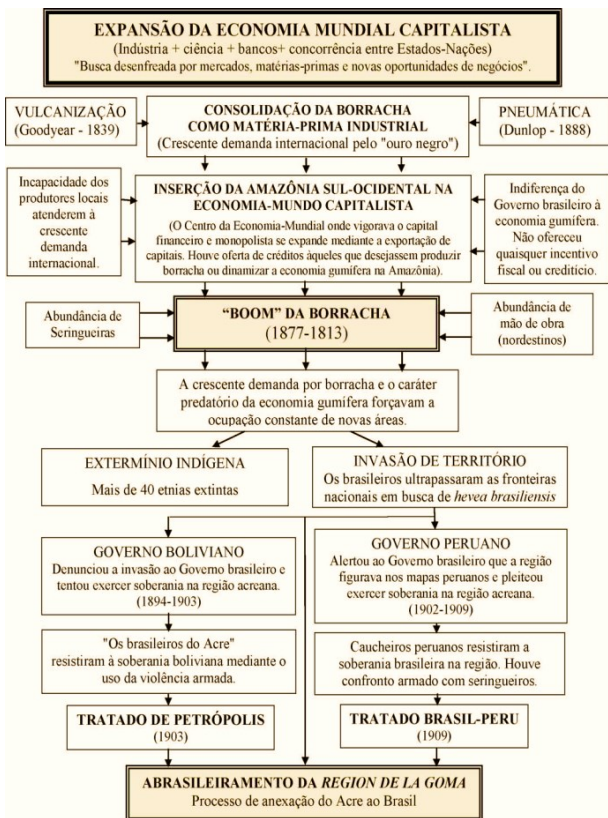 EXPANSÃO DA ECONOMIA MUNDIAL CAPITALISTA
(Indústria + ciência + bancos+ concorrência entre Estados-Nações)
"Busca desenfreada por mercados, matérias-primas e novas oportunidades de negócios".
VULCANIZAÇÃO
(Goodyear - 1839)
CONSOLIDAÇÃO DA BORRACHA
COMO MATÉRIA-PRIMA INDUSTRIAL
(Crescente demanda internacional pelo "ouro negro")
PNEUMÁTICA
(Dunlop - 1888)
Incapacidade dos
produtores locais
atenderem à
crescente
demanda
internacional.
INSERÇÃO DA AMAZÔNIA SUL-OCIDENTAL NA
ECONOMIA-MUNDO CAPITALISTA
(O Centro da Economia-Mundial onde vigorava o capital
financeiro e monopolista se expande mediante a exportação de
capitais. Houve oferta de créditos àqueles que desejassem produzir
borracha ou dinamizar a economia gumífera na Amazônia).
Indiferença do
Governo brasileiro à
economia gumífera.
Não ofereceu
quaisquer incentivo
fiscal ou creditício.
Abundância de
Seringueiras
"BOOM" DA BORRACHA
(1877-1813)
Abundância de
mão de obra
(nordestinos)
A crescente demanda por borracha e o caráter
predatório da economia gumífera forçavam a
ocupação constante de novas áreas.
EXTERMÍNIO INDÍGENA
Mais de 40 etnias extintas
INVASÃO DE TERRITÓRIO
Os brasileiros ultrapassaram as fronteiras
nacionais em busca de hevea brasiliensis
GOVERNO BOLIVIANO
Denunciou a invasão ao Governo brasileiro e
tentou exercer soberania na região acreana.
(1894-1903)
GOVERNO PERUANO
Alertou ao Governo brasileiro que a região
figurava nos mapas peruanos e pleiteou
exercer soberania na região acreana.
(1902-1909)
"Os brasileiros do Acre"
resistiram à soberania boliviana mediante o
uso da violência armada.
Caucheiros peruanos resistiram a
soberania brasileira na região. Houve
confronto armado com seringueiros.
TRATADO DE PETRÓPOLIS
(1903)
TRATADO BRASIL-PERU
(1909)
ABRASILEIRAMENTO DA REGION DE LA GOMA
Processo de anexação do Acre ao Brasil